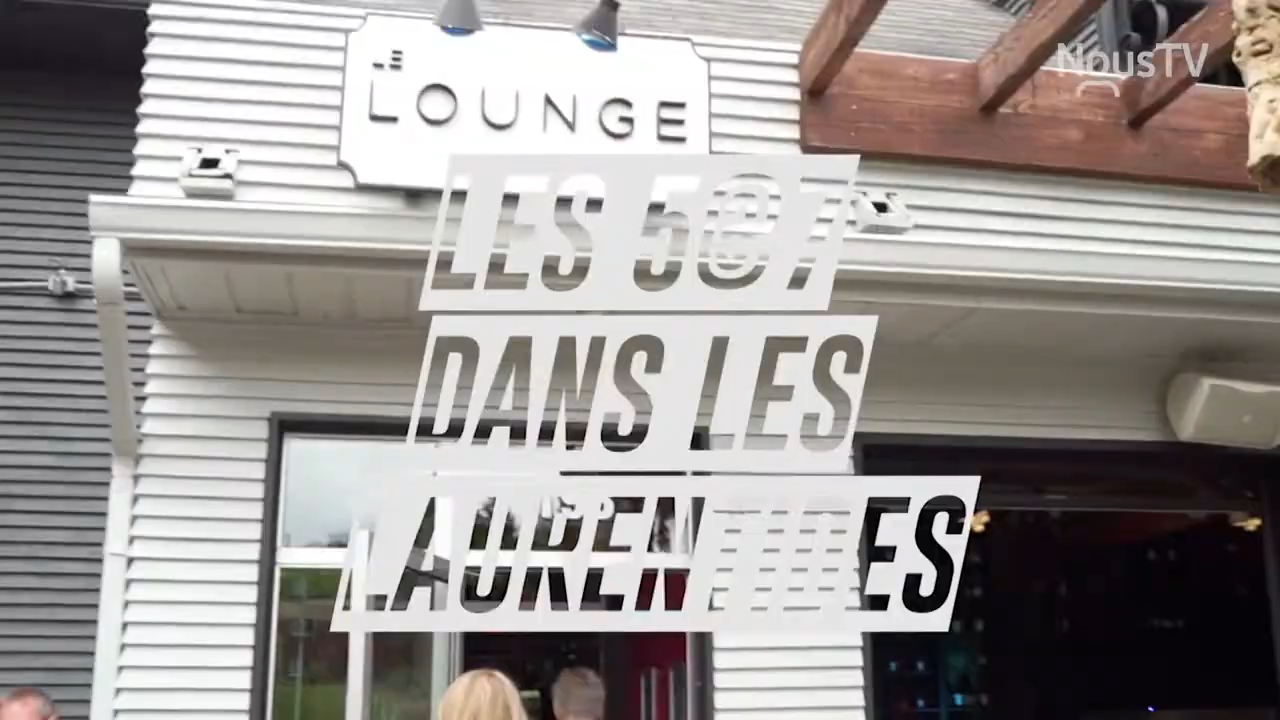 LE
LOUNGE
NousTV
LES 5@7
DANS LES
LAURENTIDES